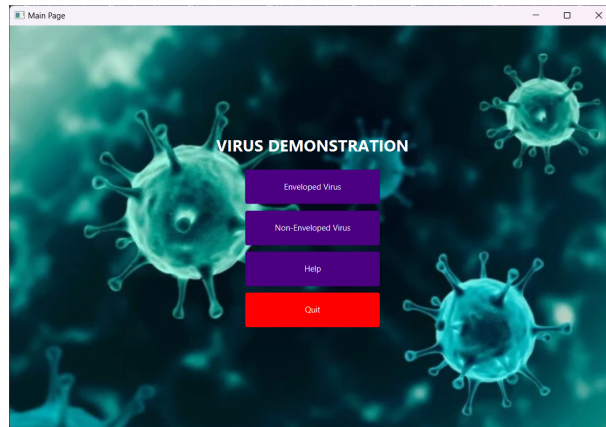 Main Page
VIRUS DEMONSTRATION
Enveloped Virus
Non-Enveloped Virus
Help
Quit